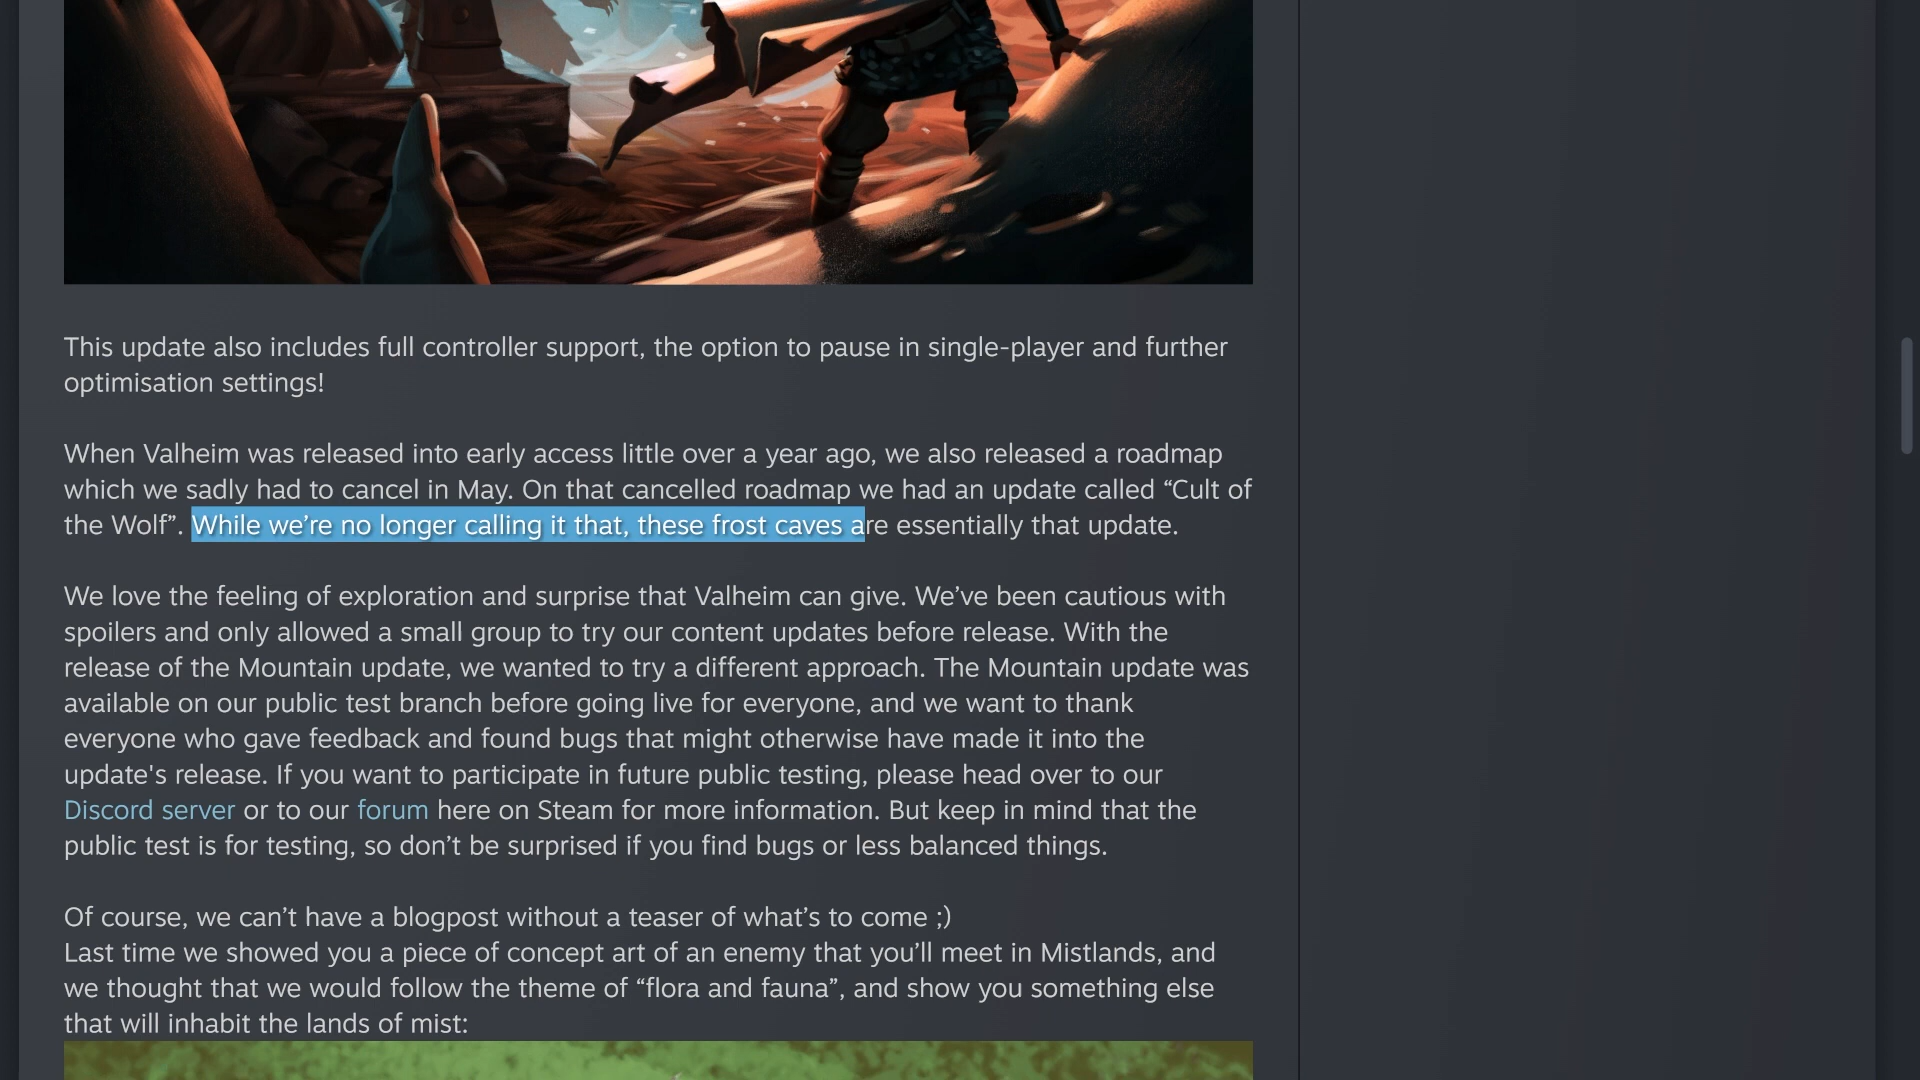 This update also includes full controller support, the option to pause in single-player and further
optimisation settings!
When Valheim was released into early access little over a year ago, we also released a roadmap
which we sadly had to cancel in May. On that cancelled roadmap we had an update called “Cult of
the Wolf”. While we’re no longer calling it that, these frost caves are essentially that update.
We love the feeling of exploration and surprise that Valheim can give. We’ve been cautious with
spoilers and only allowed a small group to try our content updates before release. With the
release of the Mountain update, we wanted to try a different approach. The Mountain update was
available on our public test branch before going live for everyone, and we want to thank
everyone who gave feedback and found bugs that might otherwise have made it into the
update's release. If you want to participate in future public testing, please head over to our
Discord server or to our forum here on Steam for more information. But keep in mind that the
public test is for testing, so don’t be surprised if you find bugs or less balanced things.
Of course, we can’t have a blogpost without a teaser of what’s to come ;)
Last time we showed you a piece of concept art of an enemy that you’ll meet in Mistlands, and
we thought that we would follow the theme of “flora and fauna”, and show you something else
that will inhabit the lands of mist: